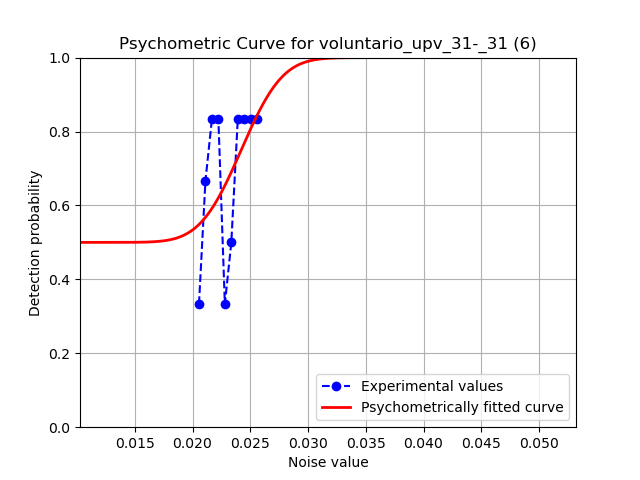 Psychometric Curve for voluntario_upv_31-_31 (6)
1.0
0.8
0.6
0.4
0.2
0.0
Detection probability
0.015 0.020 0.025 0.030 0.035 0.040 0.045 0.050
Noise value
Experimental values
Psychometrically fitted curve